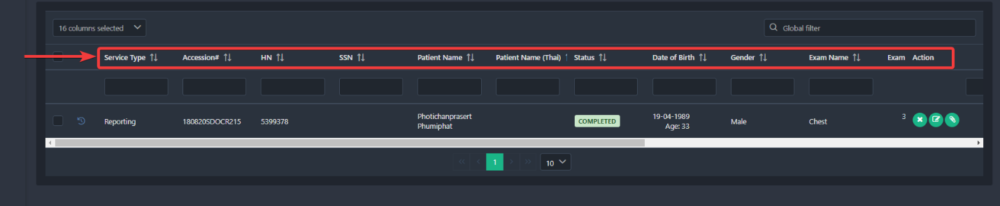 16 columns selected
Global filter
Service Type Accession# HN SSN Patient Name Patient Name (Thai) Status Date of Birth Gender Exam Name Exam Action
Reporting 180820SDOCR215 5399378 Photichanprasert COMPLETED 19-04-1989 Male Chest 3
Phumiphat Age: 33
1 10